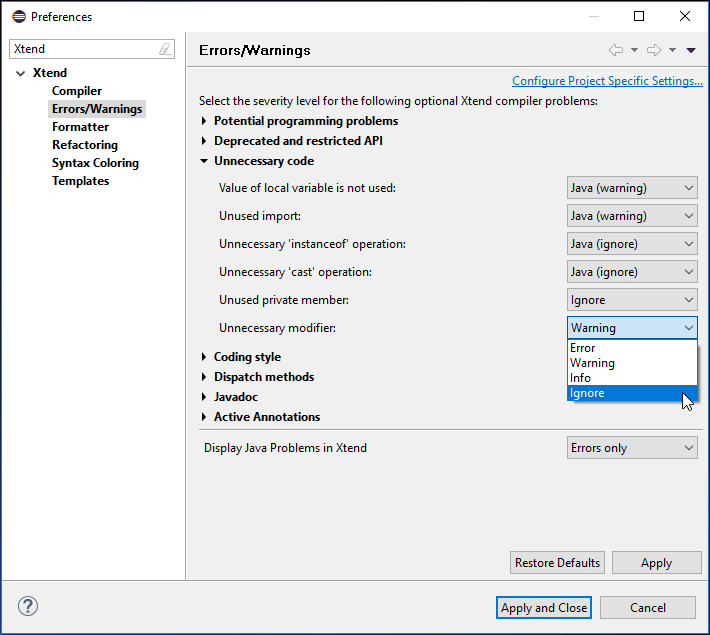 Preferences
Xtend
Errors/Warnings
Xtend
Compiler
Errors/Warnings
Formatter
Refactoring
Syntax Coloring
Templates
Configure Project Specific Settings...
Select the severity level for the following optional Xtend compiler problems:
Potential programming problems
Deprecated and restricted API
Unnecessary code
Value of local variable is not used: Java (warning)
Unused import: Java (warning)
Unnecessary 'instanceof' operation: Java (ignore)
Unnecessary 'cast' operation: Java (ignore)
Unused private member: Ignore
Unnecessary modifier: Warning
Error
Warning
Info
Ignore
Coding style
Dispatch methods
Javadoc
Active Annotations
Display Java Problems in Xtend Errors only
Restore Defaults Apply
? Apply and Close Cancel